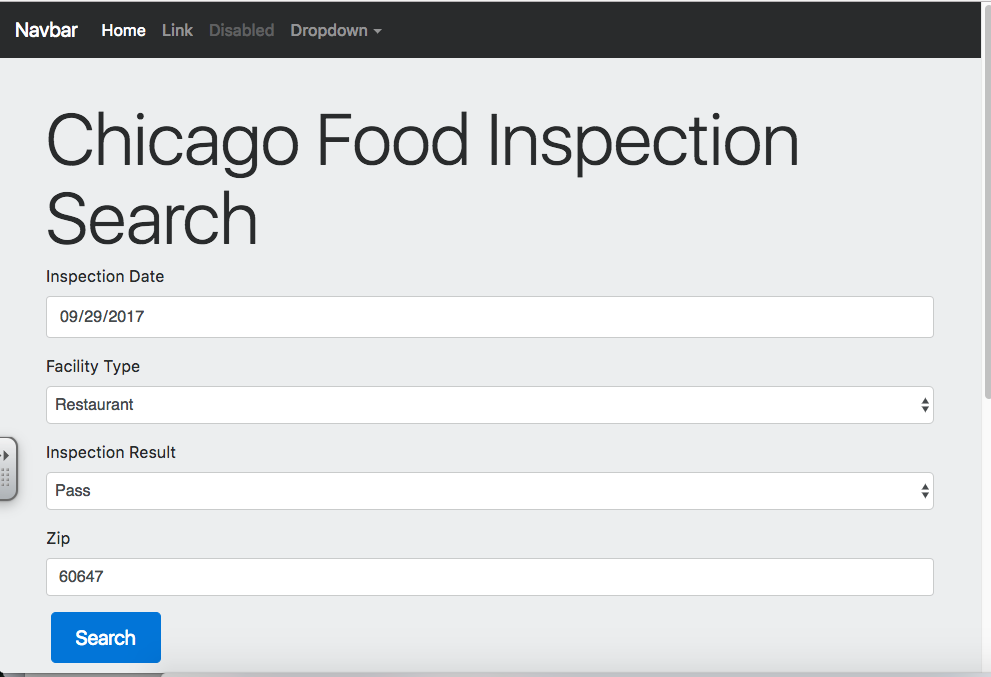 Navbar Home Link Disabled Dropdown
Chicago Food Inspection
Search
Inspection Date
09/29/2017
Facility Type
Restaurant
Inspection Result
Pass
Zip
60647
Search